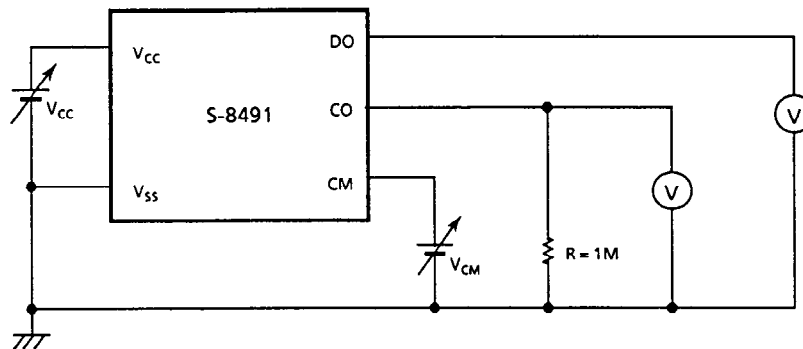 DO
VCC
VCC
S-8491
CO
V
V
VSS
CM
VCM
R = 1M